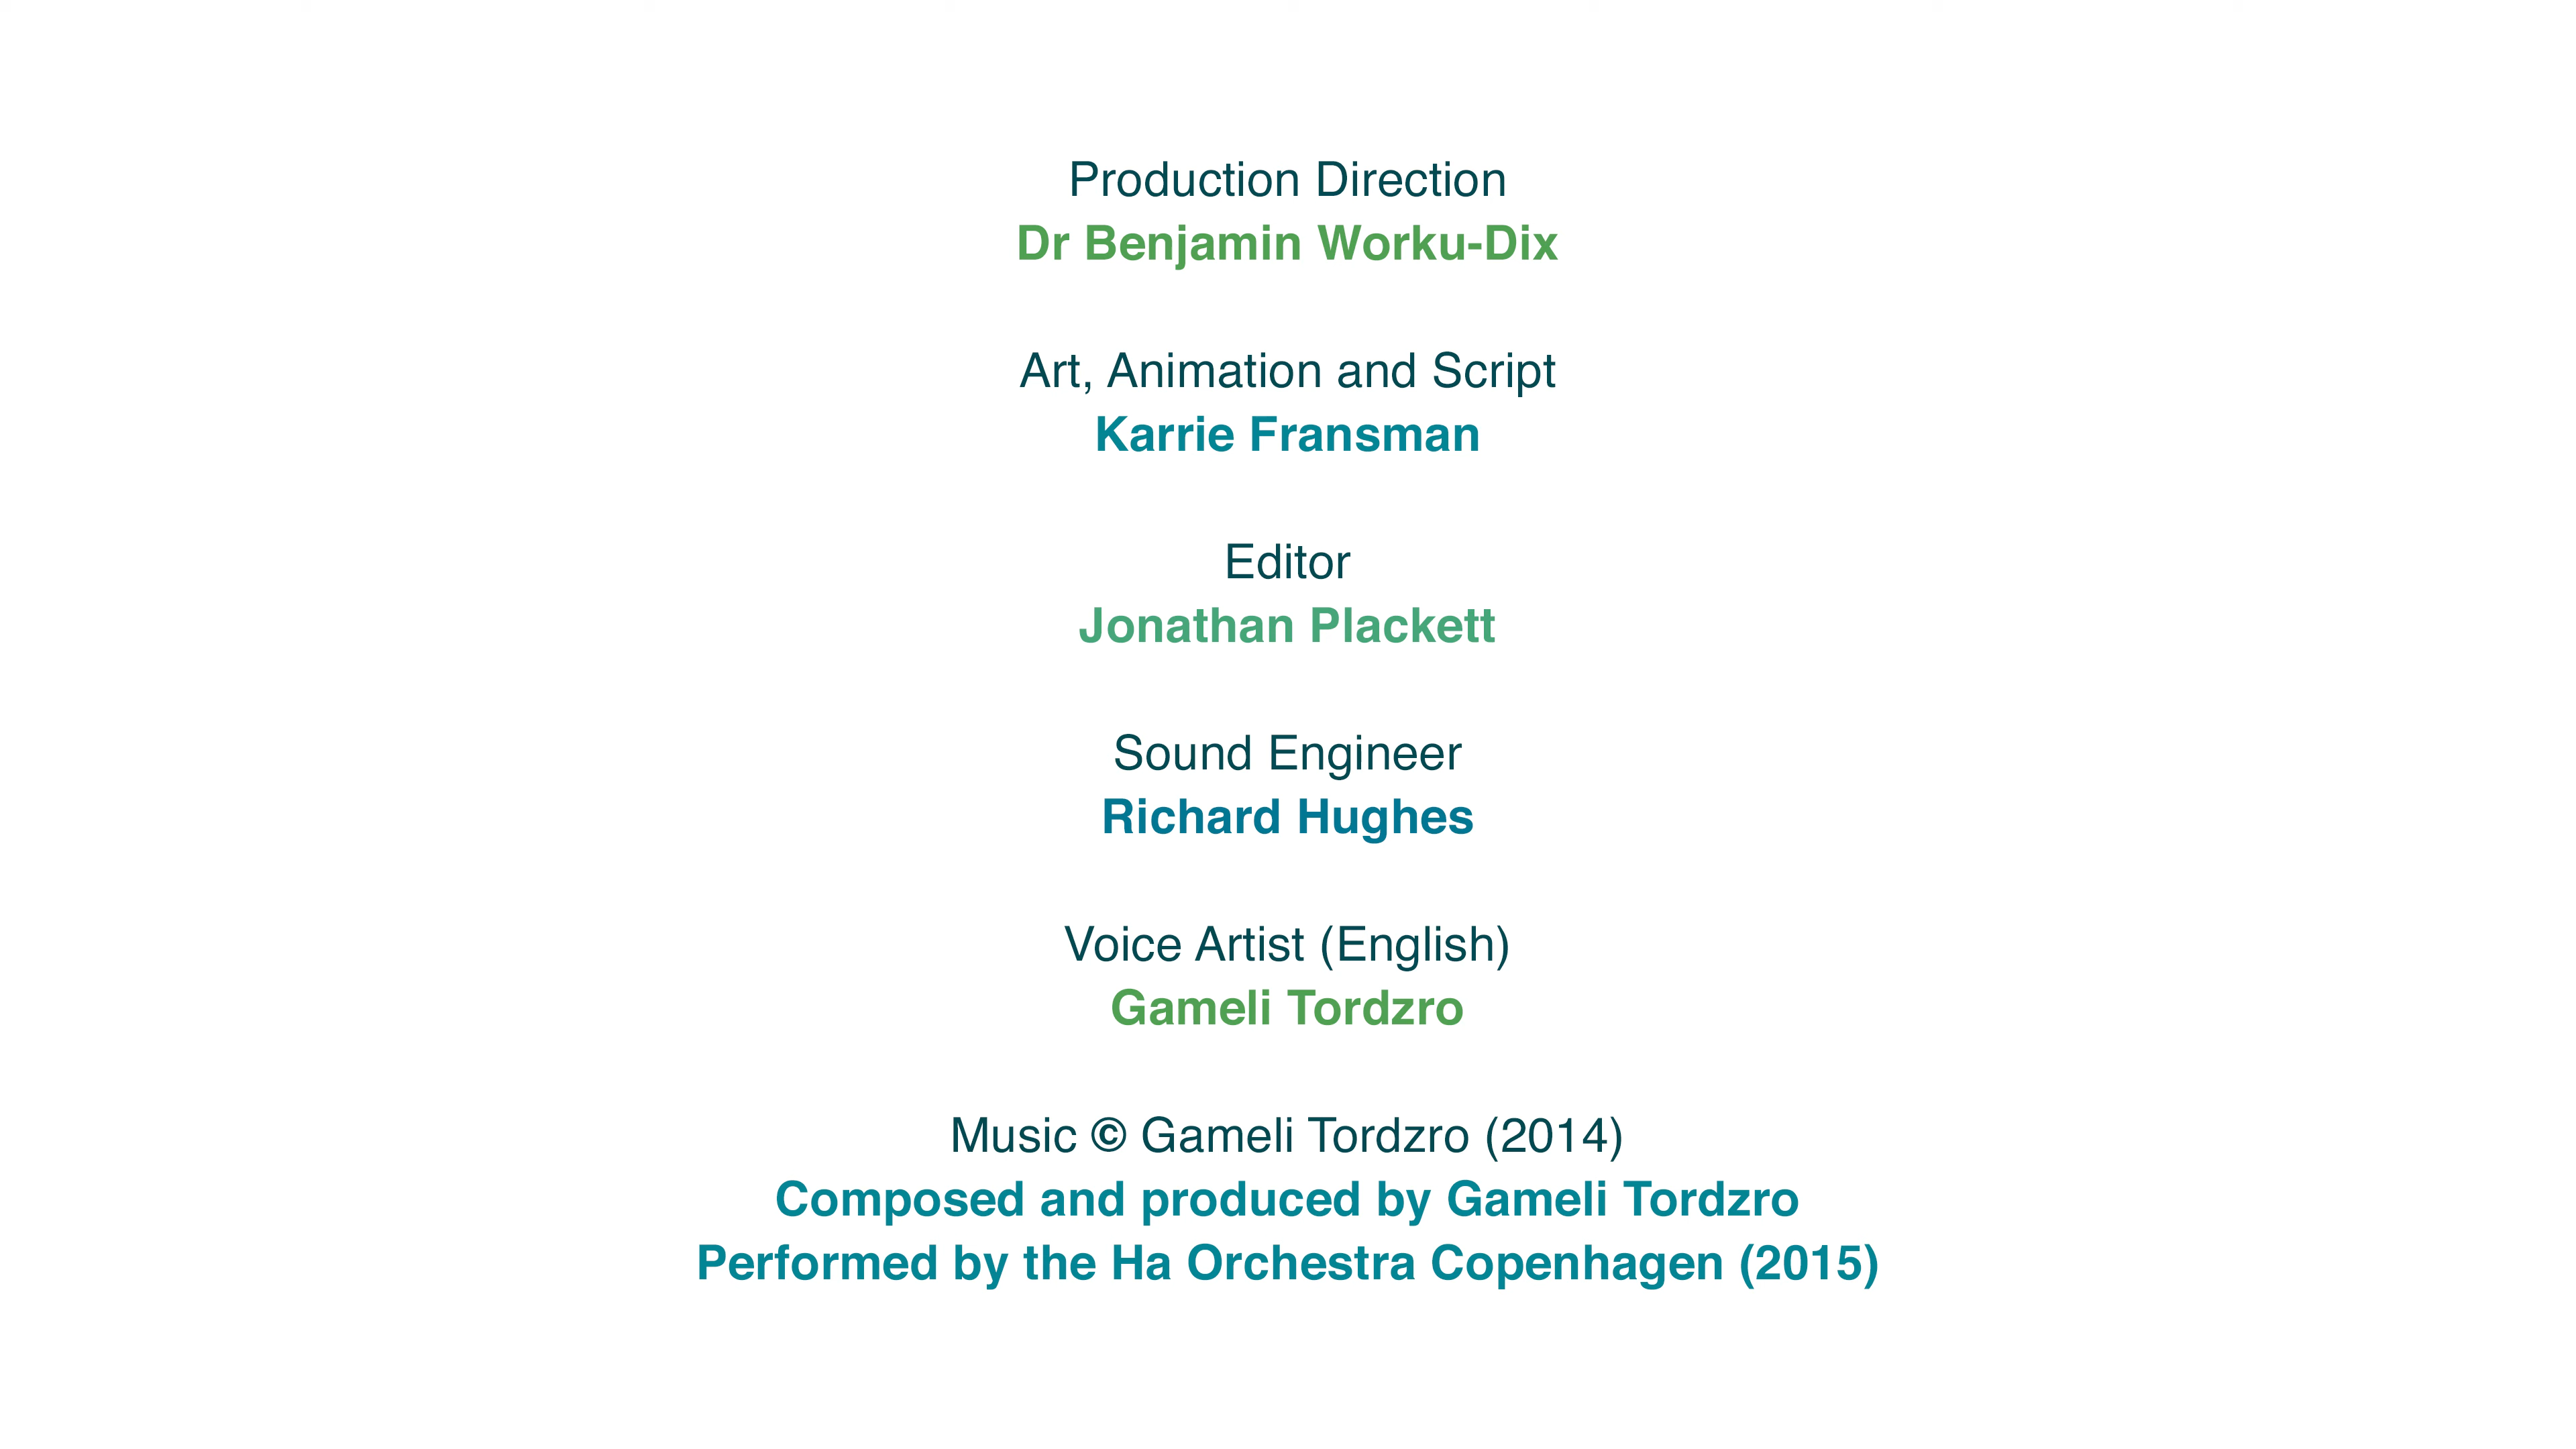 Production Direction
Dr Benjamin Worku-Dix
Art, Animation and Script
Karrie Fransman
Editor
Jonathan Plackett
Sound Engineer
Richard Hughes
Voice Artist (English)
Gameli Tordzro
Music © Gameli Tordzro (2014)
Composed and produced by Gameli Tordzro
Performed by the Ha Orchestra Copenhagen (2015)